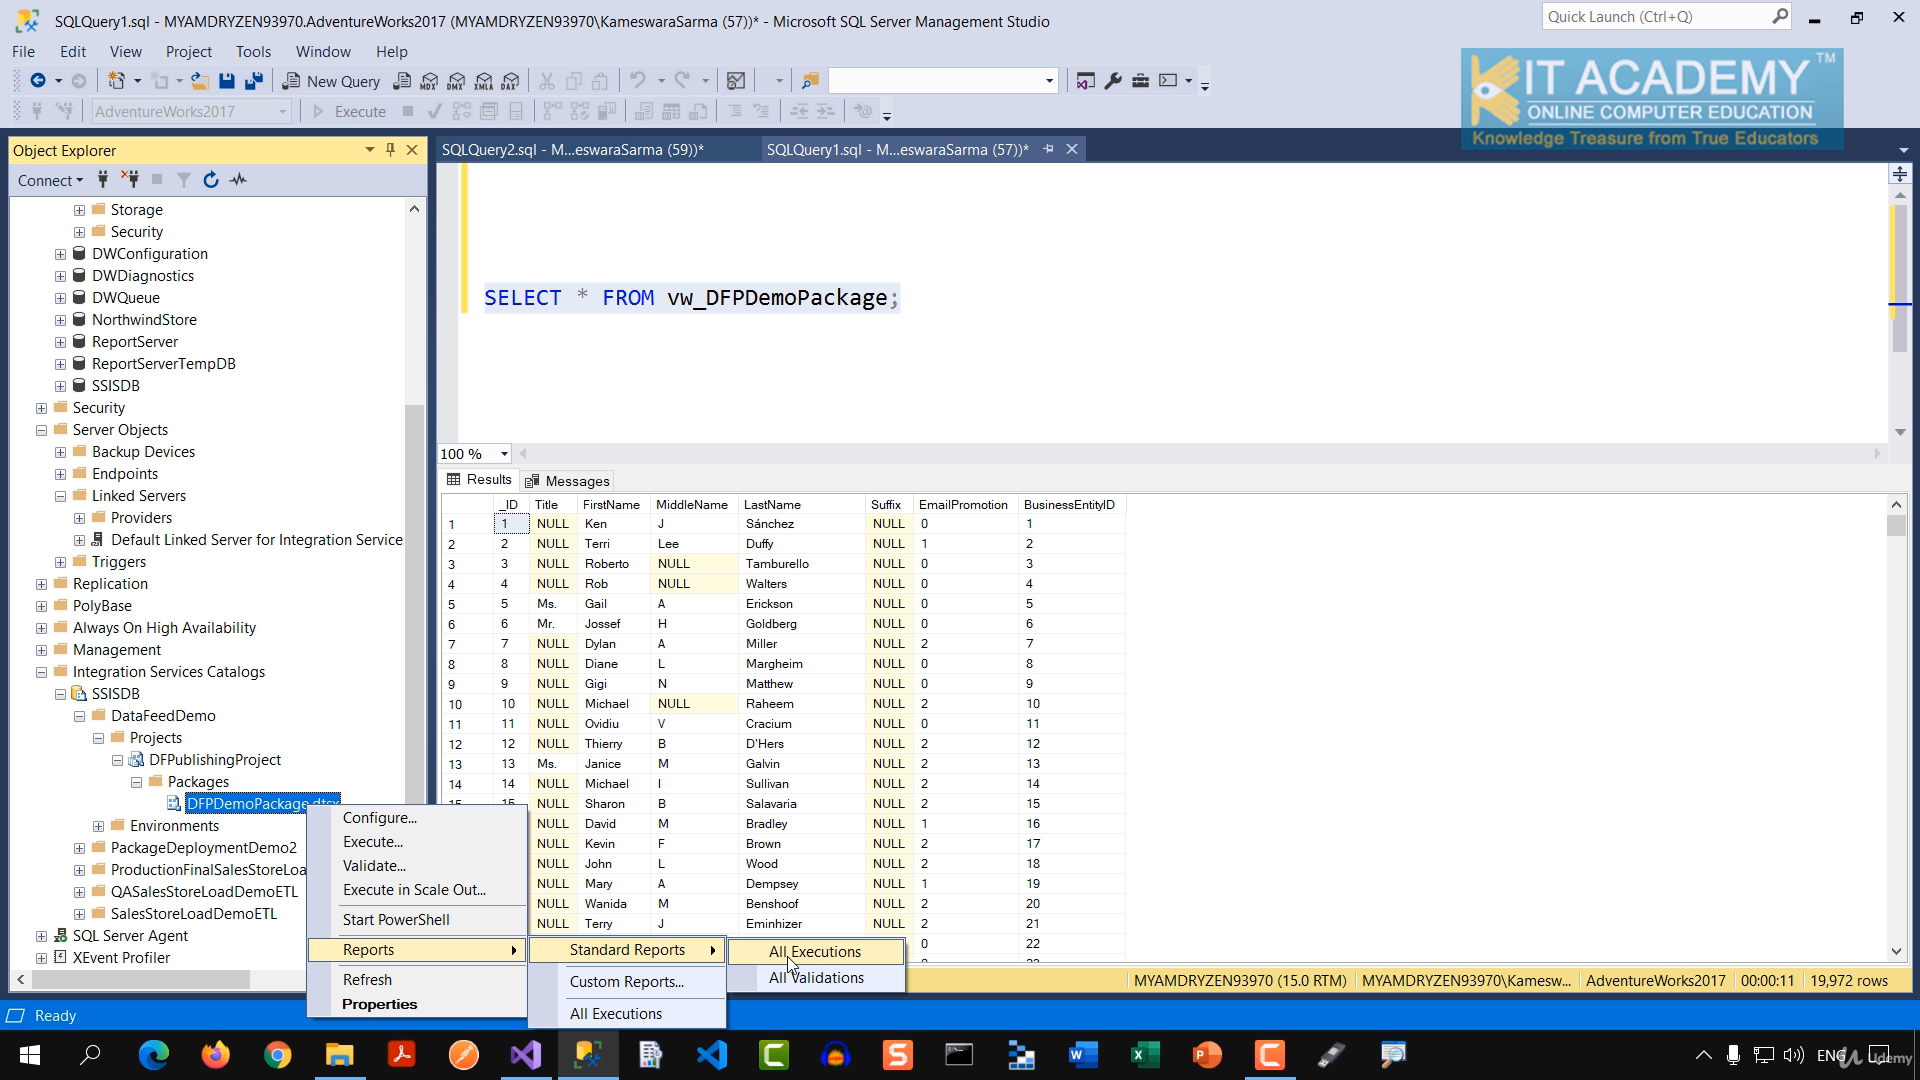 SQLQuery1.sql - MYAMDRYZEN93970.AdventureWorks2017 (MYAMDRYZEN93970\KameswaraSarma (57))* - Microsoft SQL Server Management Studio
Quick Launch (Ctrl+Q)
File Edit View Project Tools Window Help
New Query
MDX DMX XMLA DAX
AdventureWorks2017
Execute
KIT ACADEMY TM
ONLINE COMPUTER EDUCATION
Knowledge Treasure from True Educators
Object Explorer
Connect
Storage
Security
DWConfiguration
DWDiagnostics
DWQueue
NorthwindStore
ReportServer
ReportServerTempDB
SSISDB
Security
Server Objects
Backup Devices
Endpoints
Linked Servers
Providers
Default Linked Server for Integration Service
Triggers
Replication
PolyBase
Always On High Availability
Management
Integration Services Catalogs
SSISDB
DataFeedDemo
Projects
DFPublishingProject
Packages
DFPDemoPackage.dtsx
Environments
PackageDeploymentDemo2
ProductionFinalSalesStoreLoa
QASalesStoreLoadDemoETL
SalesStoreLoadDemoETL
SQL Server Agent
XEvent Profiler
Configure...
Execute...
Validate...
Execute in Scale Out...
Start PowerShell
Reports
Refresh
Properties
Standard Reports
Custom Reports...
All Executions
All Executions
All Validations
SQLQuery2.sql - M...eswaraSarma (59))*
SQLQuery1.sql - M...eswaraSarma (57))*
SELECT * FROM vw_DFPDemoPackage;
100 %
Results Messages
_ID Title FirstName MiddleName LastName Suffix EmailPromotion BusinessEntityID
1 1 NULL Ken J Sánchez NULL 0 1
2 2 NULL Terri Lee Duffy NULL 1 2
3 3 NULL Roberto NULL Tamburello NULL 0 3
4 4 NULL Rob NULL Walters NULL 0 4
5 5 Ms. Gail A Erickson NULL 0 5
6 6 Mr. Jossef H Goldberg NULL 0 6
7 7 NULL Dylan A Miller NULL 2 7
8 8 NULL Diane L Margheim NULL 0 8
9 9 NULL Gigi N Matthew NULL 0 9
10 10 NULL Michael NULL Raheem NULL 2 10
11 11 NULL Ovidiu V Cracium NULL 0 11
12 12 NULL Thierry B D'Hers NULL 2 12
13 13 Ms. Janice M Galvin NULL 2 13
14 14 NULL Michael I Sullivan NULL 2 14
15 15 NULL Sharon B Salavaria NULL 2 15
NULL David M Bradley NULL 1 16
NULL Kevin F Brown NULL 2 17
NULL John L Wood NULL 2 18
NULL Mary A Dempsey NULL 1 19
NULL Wanida M Benshoof NULL 2 20
NULL Terry J Eminhizer NULL 2 21
0 22
MYAMDRYZEN93970 (15.0 RTM) MYAMDRYZEN93970\Kamesw... AdventureWorks2017 00:00:11 19,972 rows
Ready
ENG
Udemy